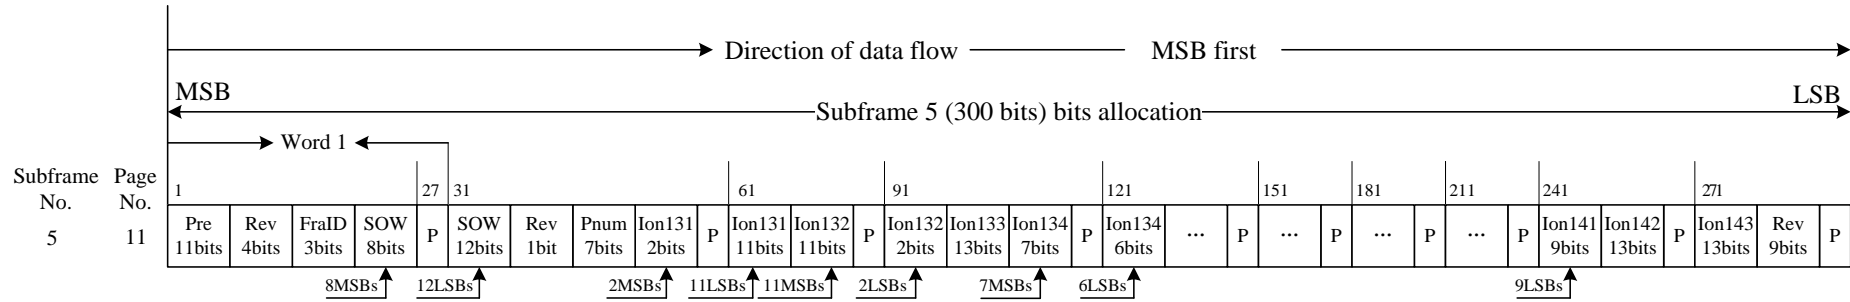 Direction of data flow MSB first
MSB LSB
Subframe 5 (300 bits) bits allocation
Word 1
Subframe No. Page No.
1 27 31 61 91 121 151 181 211 241 271
5 11
Pre 11bits
Rev 4bits
FraID 3bits
SOW 8bits
P
SOW 12bits
Rev 1bit
Pnum 7bits
Ion131 2bits
P
Ion131 11bits
Ion132 11bits
P
Ion132 2bits
Ion133 13bits
Ion134 7bits
P
Ion134 6bits
...
P
...
P
...
P
...
P
Ion141 9bits
Ion142 13bits
P
Ion143 13bits
Rev 9bits
P
8MSBs 12LSBs 2MSBs 11LSBs 11MSBs 2LSBs 7MSBs 6LSBs 9LSBs